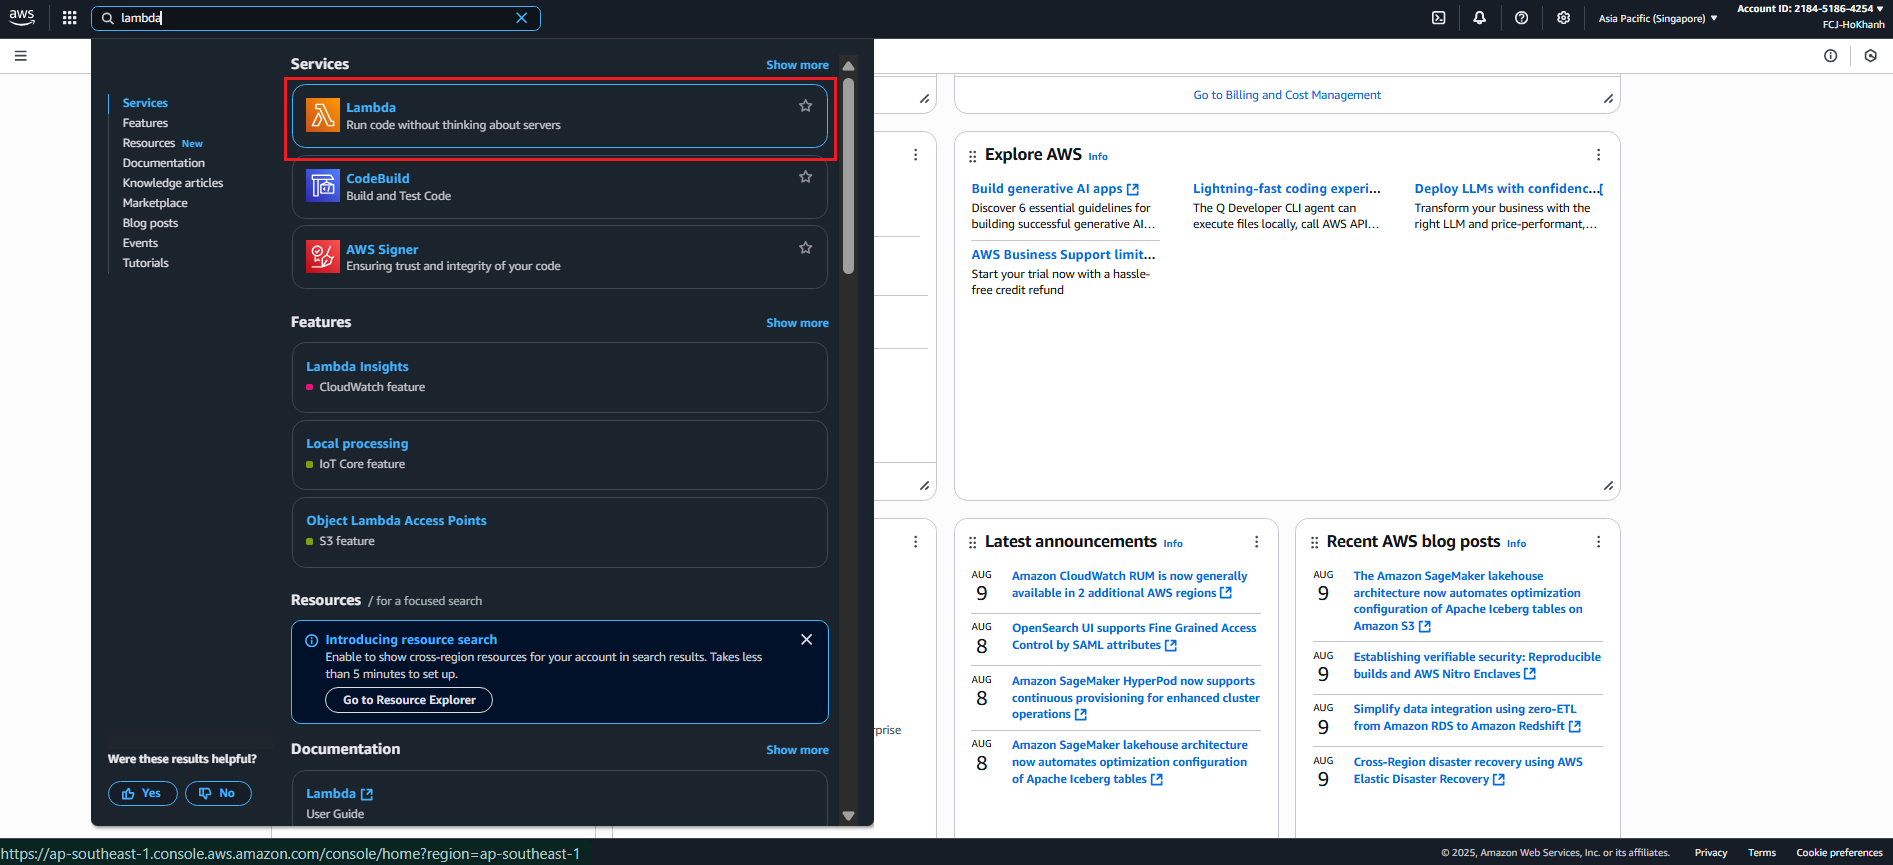 aws
lambda
Asia Pacific (Singapore)
Account ID: 2184-5186-4254
FCJ-HoKhanh
Services
Features
Resources New
Documentation
Knowledge articles
Marketplace
Blog posts
Events
Tutorials
Were these results helpful?
Yes
No
Services
Show more
Lambda
Run code without thinking about servers
CodeBuild
Build and Test Code
AWS Signer
Ensuring trust and integrity of your code
Features
Show more
Lambda Insights
CloudWatch feature
Local processing
IoT Core feature
Object Lambda Access Points
S3 feature
Resources / for a focused search
Introducing resource search
Enable to show cross-region resources for your account in search results. Takes less
than 5 minutes to set up.
Go to Resource Explorer
Documentation
Show more
Lambda
User Guide
Go to Billing and Cost Management
Explore AWS Info
Build generative AI apps
Discover 6 essential guidelines for
building successful generative AI...
AWS Business Support limit...
Start your trial now with a hassle-
free credit refund
Lightning-fast coding experi...
The Q Developer CLI agent can
execute files locally, call AWS API...
Deploy LLMs with confidenc...
Transform your business with the
right LLM and price-performant,...
prise
Latest announcements Info
AUG
9
Amazon CloudWatch RUM is now generally
available in 2 additional AWS regions
AUG
8
OpenSearch UI supports Fine Grained Access
Control by SAML attributes
AUG
8
Amazon SageMaker HyperPod now supports
continuous provisioning for enhanced cluster
operations
AUG
8
Amazon SageMaker lakehouse architecture
now automates optimization configuration
of Apache Iceberg tables
Recent AWS blog posts Info
AUG
9
The Amazon SageMaker lakehouse
architecture now automates optimization
configuration of Apache Iceberg tables on
Amazon S3
AUG
9
Establishing verifiable security: Reproducible
builds and AWS Nitro Enclaves
AUG
9
Simplify data integration using zero-ETL
from Amazon RDS to Amazon Redshift
AUG
9
Cross-Region disaster recovery using AWS
Elastic Disaster Recovery
https://ap-southeast-1.console.aws.amazon.com/console/home?region=ap-southeast-1
© 2025, Amazon Web Services, Inc. or its affiliates.
Privacy
Terms
Cookie preferences